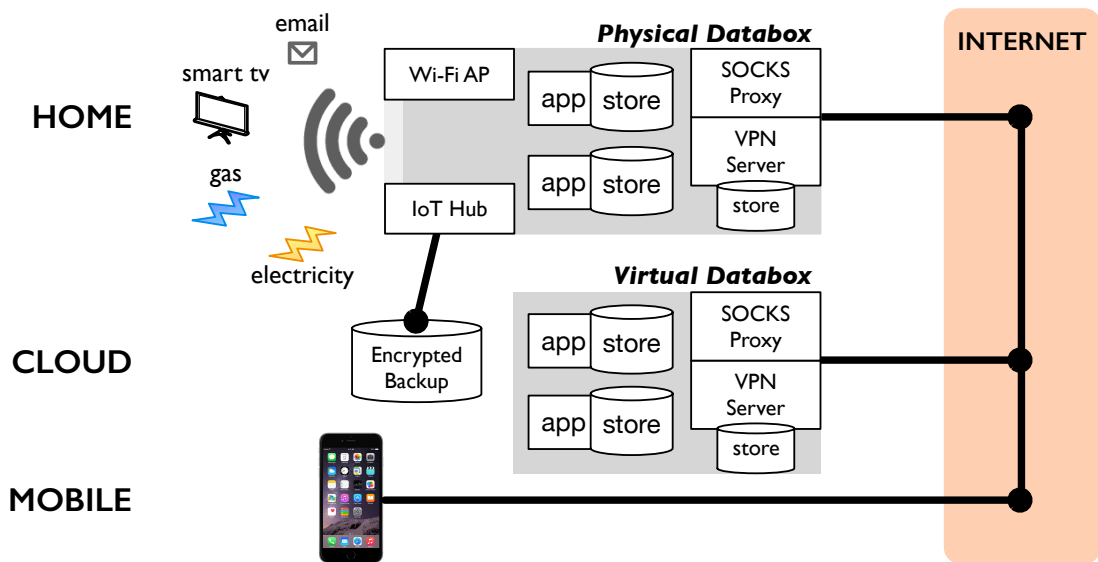 email
Physical Databox
INTERNET
smart tv
Wi-Fi AP
SOCKS
Proxy
app
store
HOME
VPN
Server
gas
app
store
IoT Hub
store
electricity
Virtual Databox
SOCKS
Proxy
app
store
CLOUD
Encrypted
Backup
VPN
Server
app
store
store
MOBILE